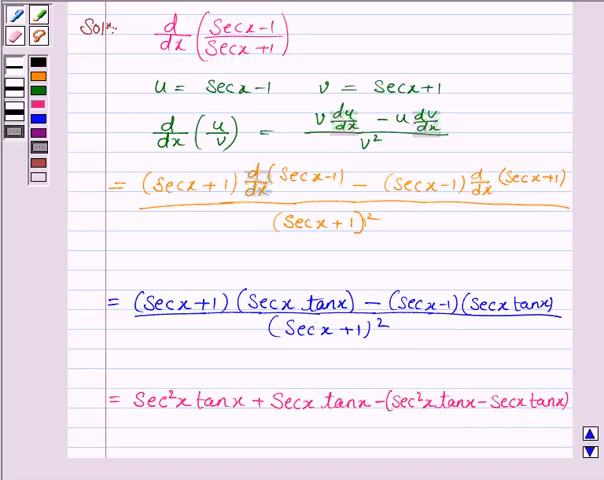 Solⁿ: d/dx (Secx-1/Secx+1)
u = Secx-1 v = Secx+1
d/dx (u/v) = v du/dx - u dv/dx / v²
= (Secx+1) d/dx (Secx-1) - (Secx-1) d/dx (Secx+1) / (Secx+1)²
= (Secx+1) (Secx tanx) - (Secx-1) (Secx tanx) / (Secx+1)²
= Sec²x tanx + Secx tanx - (Sec²x tanx - Secx tanx)